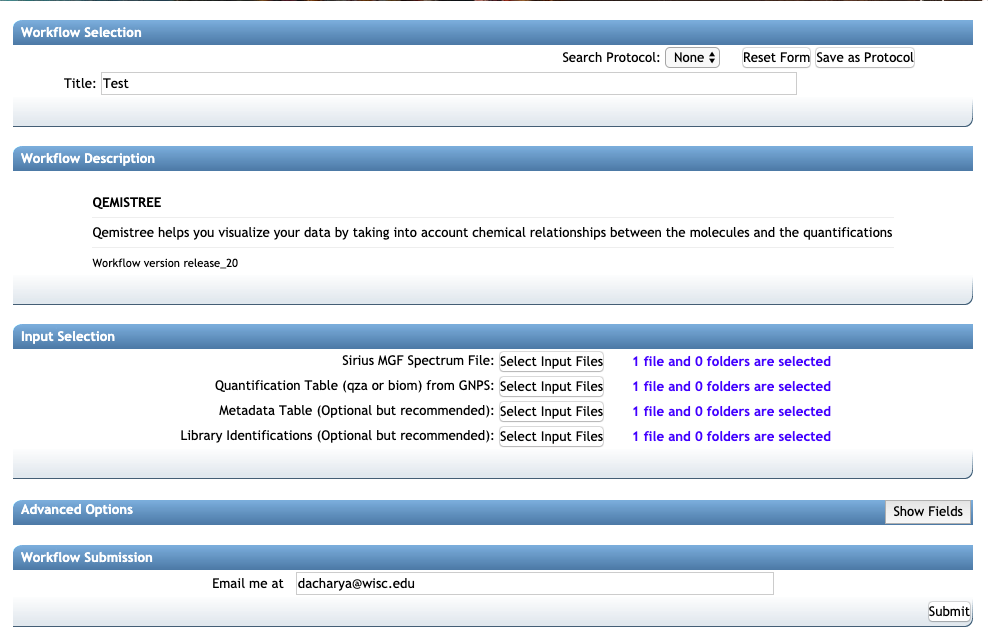 Workflow Selection
Search Protocol: None Reset Form Save as Protocol
Title: Test
Workflow Description
QEMISTREE
Qemistree helps you visualize your data by taking into account chemical relationships between the molecules and the quantifications
Workflow version release_20
Input Selection
Sirius MGF Spectrum File: Select Input Files 1 file and 0 folders are selected
Quantification Table (qza or biom) from GNPS: Select Input Files 1 file and 0 folders are selected
Metadata Table (Optional but recommended): Select Input Files 1 file and 0 folders are selected
Library Identifications (Optional but recommended): Select Input Files 1 file and 0 folders are selected
Advanced Options Show Fields
Workflow Submission
Email me at dacharya@wisc.edu
Submit